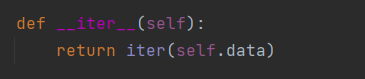 def __iter__(self):
    return iter(self.data)